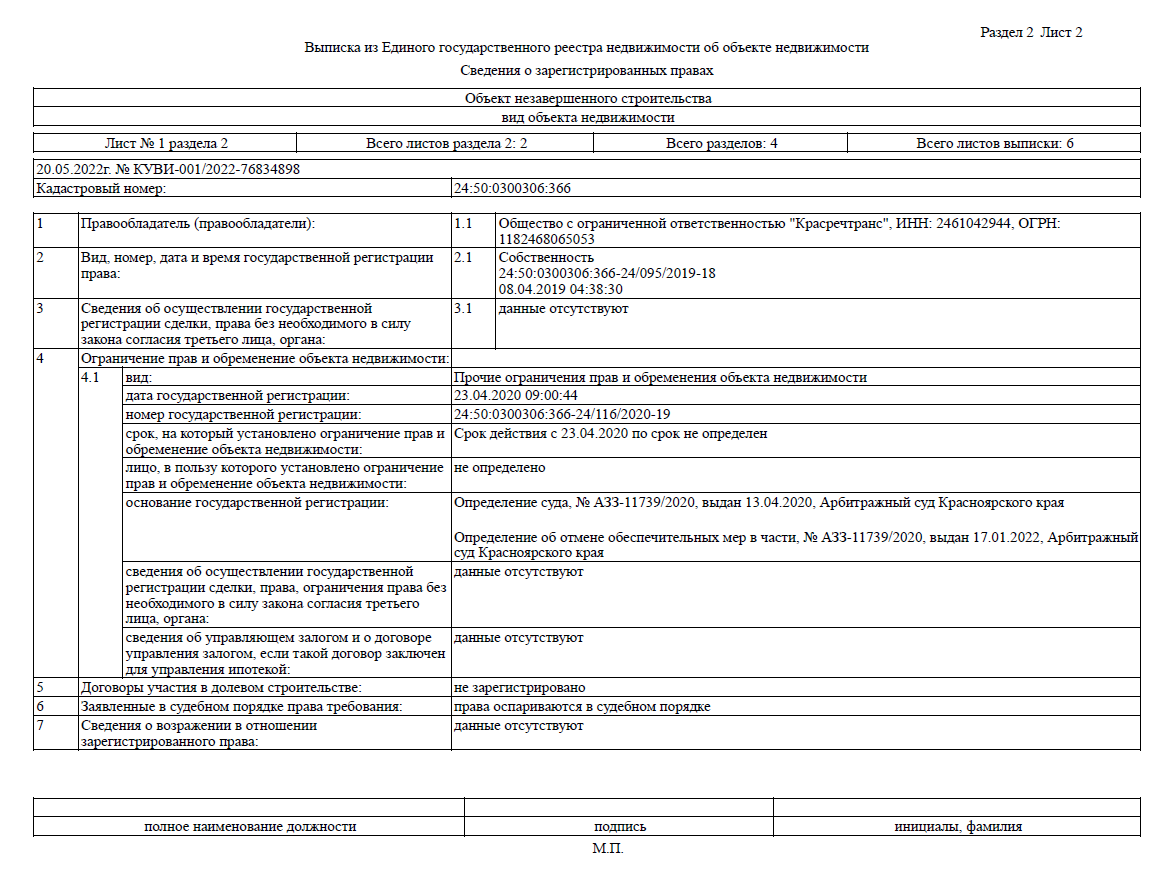 Раздел 2 Лист 2
Выписка из Единого государственного реестра недвижимости об объекте недвижимости
Сведения о зарегистрированных правах
Объект незавершенного строительства
вид объекта недвижимости
Лист № 1 раздела 2 Всего листов раздела 2: 2 Всего разделов: 4 Всего листов выписки: 6
20.05.2022г. № КУВИ-001/2022-76834898
Кадастровый номер: 24:50:0300306:366
1 Правообладатель (правообладатели): 1.1 Общество с ограниченной ответственностью "Красречтранс", ИНН: 2461042944, ОГРН:
1182468065053
2 Вид, номер, дата и время государственной регистрации 2.1 Собственность
права: 24:50:0300306:366-24/095/2019-18
08.04.2019 04:38:30
3 Сведения об осуществлении государственной 3.1 данные отсутствуют
регистрации сделки, права без необходимого в силу
закона согласия третьего лица, органа:
4 Ограничение прав и обременение объекта недвижимости:
4.1 вид: Прочие ограничения прав и обременения объекта недвижимости
дата государственной регистрации: 23.04.2020 09:00:44
номер государственной регистрации: 24:50:0300306:366-24/116/2020-19
срок, на который установлено ограничение прав и Срок действия с 23.04.2020 по срок не определен
обременение объекта недвижимости:
лицо, в пользу которого установлено ограничение не определено
прав и обременение объекта недвижимости:
основание государственной регистрации: Определение суда, № АЗЗ-11739/2020, выдан 13.04.2020, Арбитражный суд Красноярского края
Определение об отмене обеспечительных мер в части, № АЗЗ-11739/2020, выдан 17.01.2022, Арбитражный
суд Красноярского края
сведения об осуществлении государственной данные отсутствуют
регистрации сделки, права, ограничения права без
необходимого в силу закона согласия третьего
лица, органа:
сведения об управляющем залогом и о договоре данные отсутствуют
управления залогом, если такой договор заключен
для управления ипотекой:
5 Договоры участия в долевом строительстве: не зарегистрировано
6 Заявленные в судебном порядке права требования: права оспариваются в судебном порядке
7 Сведения о возражении в отношении данные отсутствуют
зарегистрированного права:
полное наименование должности подпись инициалы, фамилия
М.П.